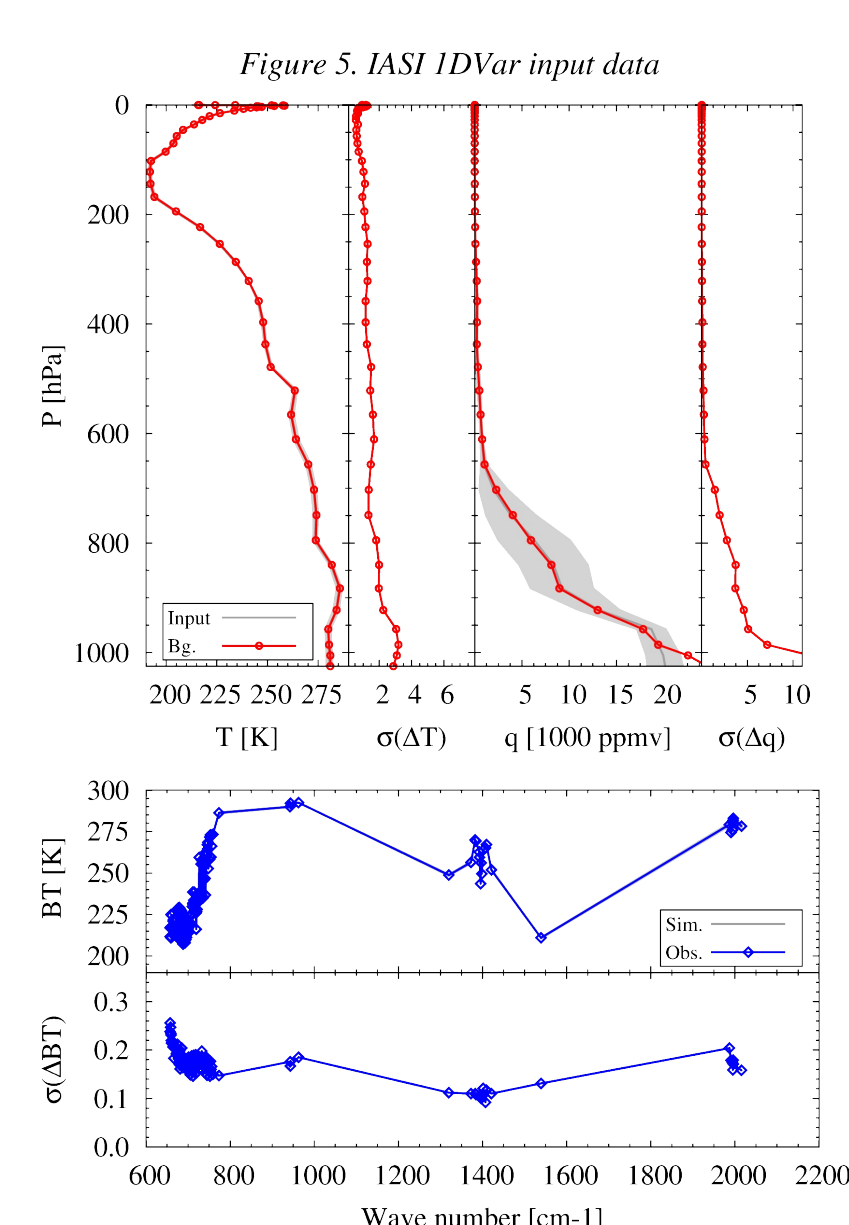 Figure 5. IASI 1DVar input data
0
200
400
600
800
1000
P [hPa]
Input
Bg.
200 225 250 275
2 4 6
5 10 15 20
5 10
T [K]
σ(ΔT)
q [1000 ppmv]
σ(Δq)
300
275
250
225
200
BT [K]
Sim.
Obs.
0.3
0.2
0.1
0.0
σ(ΔBT)
600 800 1000 1200 1400 1600 1800 2000 2200
Wave number [cm-1]